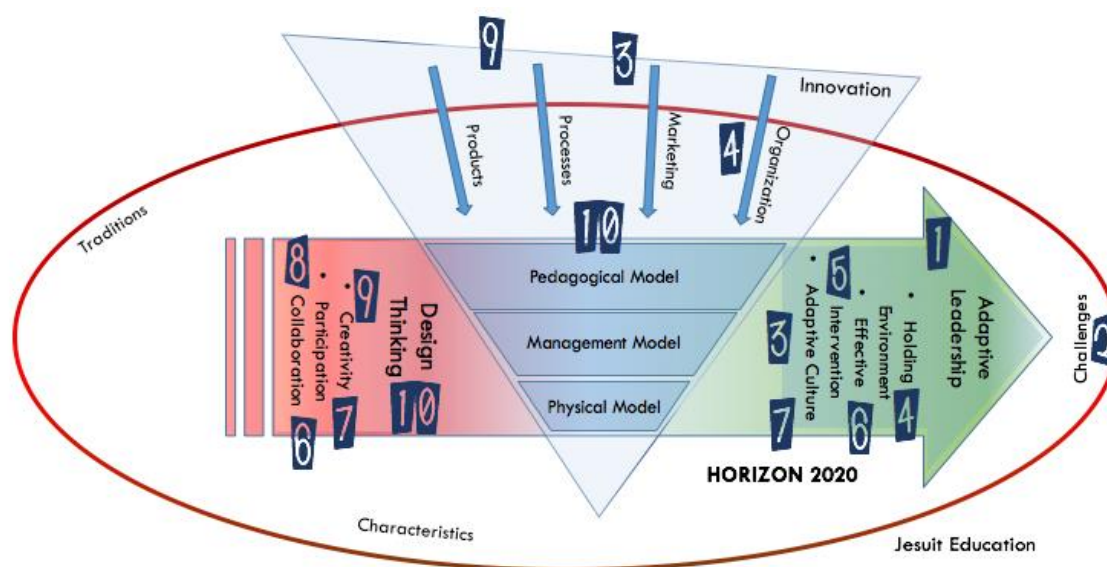 9
3
Innovation
Products
Processes
Marketing
4
Organization
Traditions
10
8
• Collaboration
• Participation
9
• Creativity
Design
Thinking
10
6
7
Pedagogical Model
Management Model
Physical Model
• Adaptive Culture
5
Intervention
• Effective
Environment
• Holding
1
Adaptive
Leadership
3
7
6
4
Challenges
HORIZON 2020
Characteristics
Jesuit Education